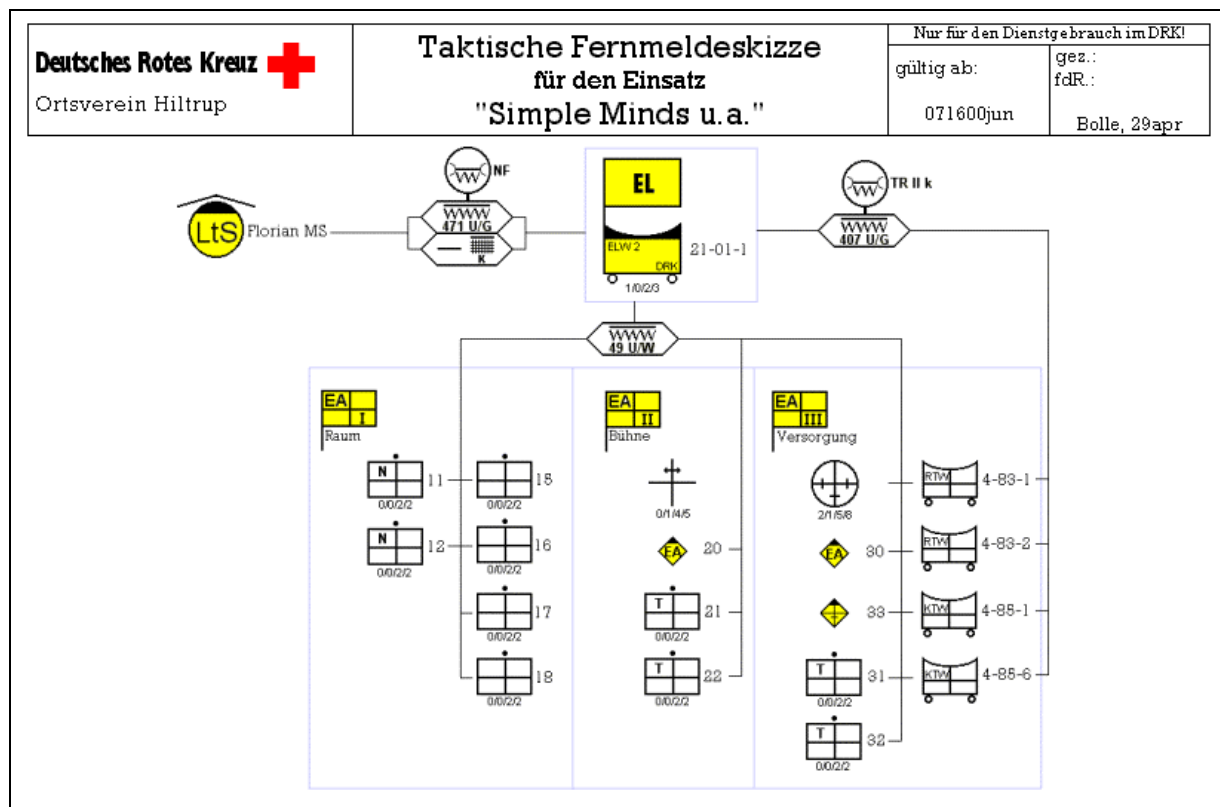 Deutsches Rotes Kreuz
Ortsverein Hiltrup
Taktische Fernmeldeskizze
für den Einsatz
"Simple Minds u.a."
Nur für den Dienstgebrauch im DRK!
gültig ab:
071600jun
gez.:
fdR.:
Bolle, 29apr
LtS
Florian MS
NF
471 U/G
K
EL
ELW 2
DRK
21-01-1
1/0/2/3
TR II k
407 U/G
49 U/W
EA
I
Raum
N
11
0/0/2/2
N
12
0/0/2/2
15
0/0/2/2
16
0/0/2/2
17
0/0/2/2
18
0/0/2/2
EA
II
Bühne
0/1/4/5
EA
20
T
21
0/0/2/2
T
22
0/0/2/2
EA
III
Versorgung
2/1/5/8
EA
30
33
T
31
0/0/2/2
T
32
0/0/2/2
RTW
4-83-1
RTW
4-83-2
KTW
4-85-1
KTW
4-85-6